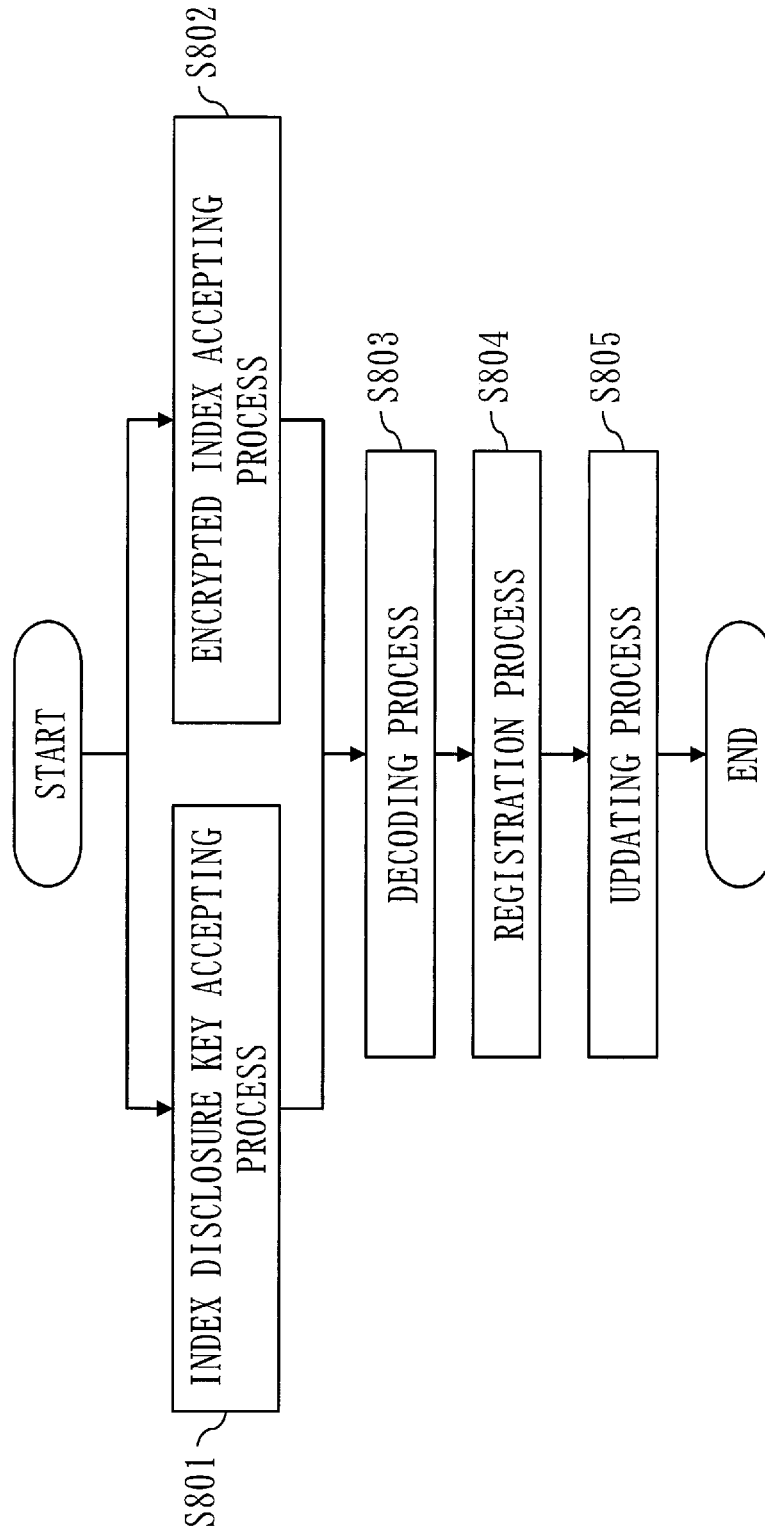 START
S801
INDEX DISCLOSURE KEY ACCEPTING
PROCESS
ENCRYPTED INDEX ACCEPTING
PROCESS
S802
DECODING PROCESS
S803
REGISTRATION PROCESS
S804
UPDATING PROCESS
S805
END